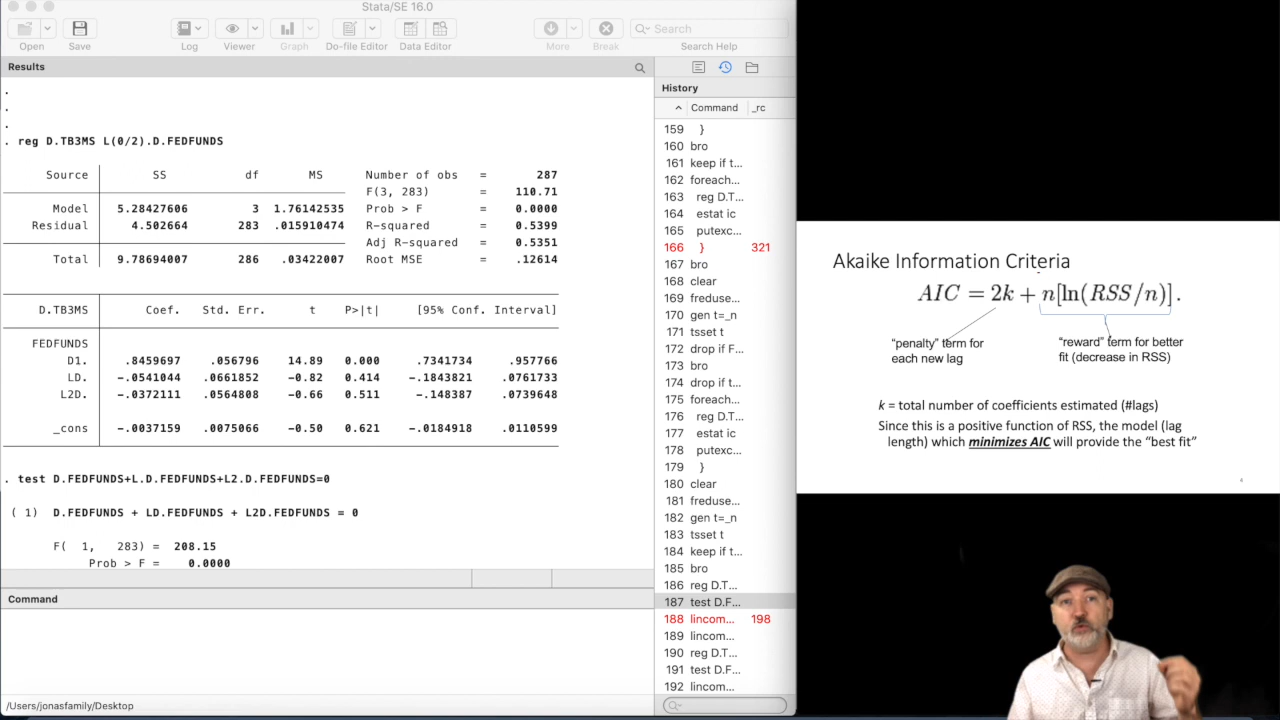 Stata/SE 16.0
Open Save Log Viewer Graph Do-file Editor Data Editor More Break Search Search Help
Results
.
.
.
. reg D.TB3MS L(0/2).D.FEDFUNDS
Source SS df MS Number of obs = 287
F(3, 283) = 110.71
Model 5.28427606 3 1.76142535 Prob > F = 0.0000
Residual 4.502664 283 .015910474 R-squared = 0.5399
Adj R-squared = 0.5351
Total 9.78694007 286 .03422007 Root MSE = .12614
D.TB3MS Coef. Std. Err. t P>|t| [95% Conf. Interval]
FEDFUNDS
D1. .8459697 .056796 14.89 0.000 .7341734 .957766
LD. -.0541044 .0661852 -0.82 0.414 -.1843821 .0761733
L2D. -.0372111 .0564808 -0.66 0.511 -.148387 .0739648
_cons -.0037159 .0075066 -0.50 0.621 -.0184918 .0110599
. test D.FEDFUNDS+L.D.FEDFUNDS+L2.D.FEDFUNDS=0
( 1) D.FEDFUNDS + LD.FEDFUNDS + L2D.FEDFUNDS = 0
F( 1, 283) = 208.15
Prob > F = 0.0000
Command
/Users/jonasfamily/Desktop
History
Command _rc
159 }
160 bro
161 keep if t...
162 foreach...
163 reg D.T...
164 estat ic
165 putexc...
166 } 321
167 bro
168 clear
169 freduse...
170 gen t=_n
171 tsset t
172 drop if F...
173 bro
174 drop if t...
175 foreach...
176 reg D.T...
177 estat ic
178 putexc...
179 }
180 clear
181 freduse...
182 gen t=_n
183 tsset t
184 keep if t...
185 bro
186 reg D.T...
187 test D.F...
188 lincom... 198
189 lincom...
190 reg D.T...
191 test D.F...
192 lincom...
Akaike Information Criteria
AIC = 2k + n[ln(RSS/n)].
“penalty” term for
each new lag
“reward” term for better
fit (decrease in RSS)
k = total number of coefficients estimated (#lags)
Since this is a positive function of RSS, the model (lag
length) which minimizes AIC will provide the “best fit”
4